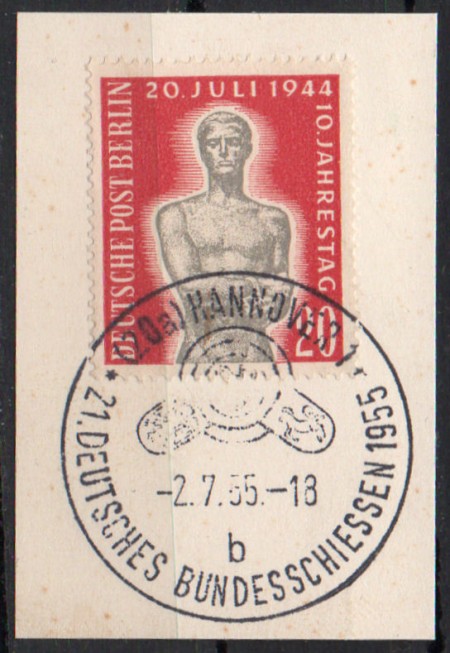 20. JULI 1944
10. JAHRESTAG
DEUTSCHE POST BERLIN
20
* (20a) HANNOVER 1 *
-2.7.55.-18
b
21. DEUTSCHES BUNDESSCHIESSEN 1955